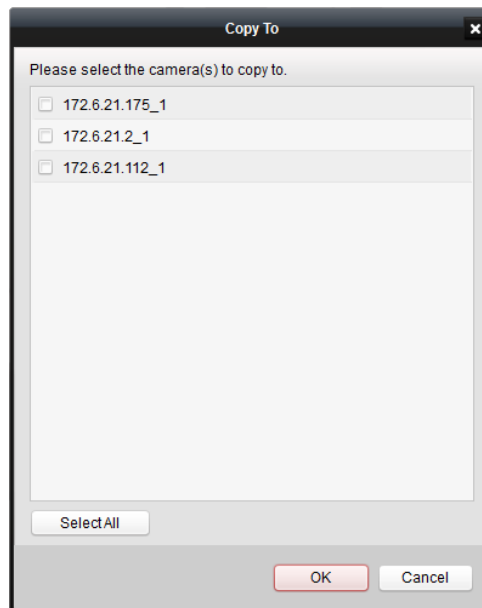 Copy To
Please select the camera(s) to copy to.
172.6.21.175_1
172.6.21.2_1
172.6.21.112_1
Select All
OK Cancel